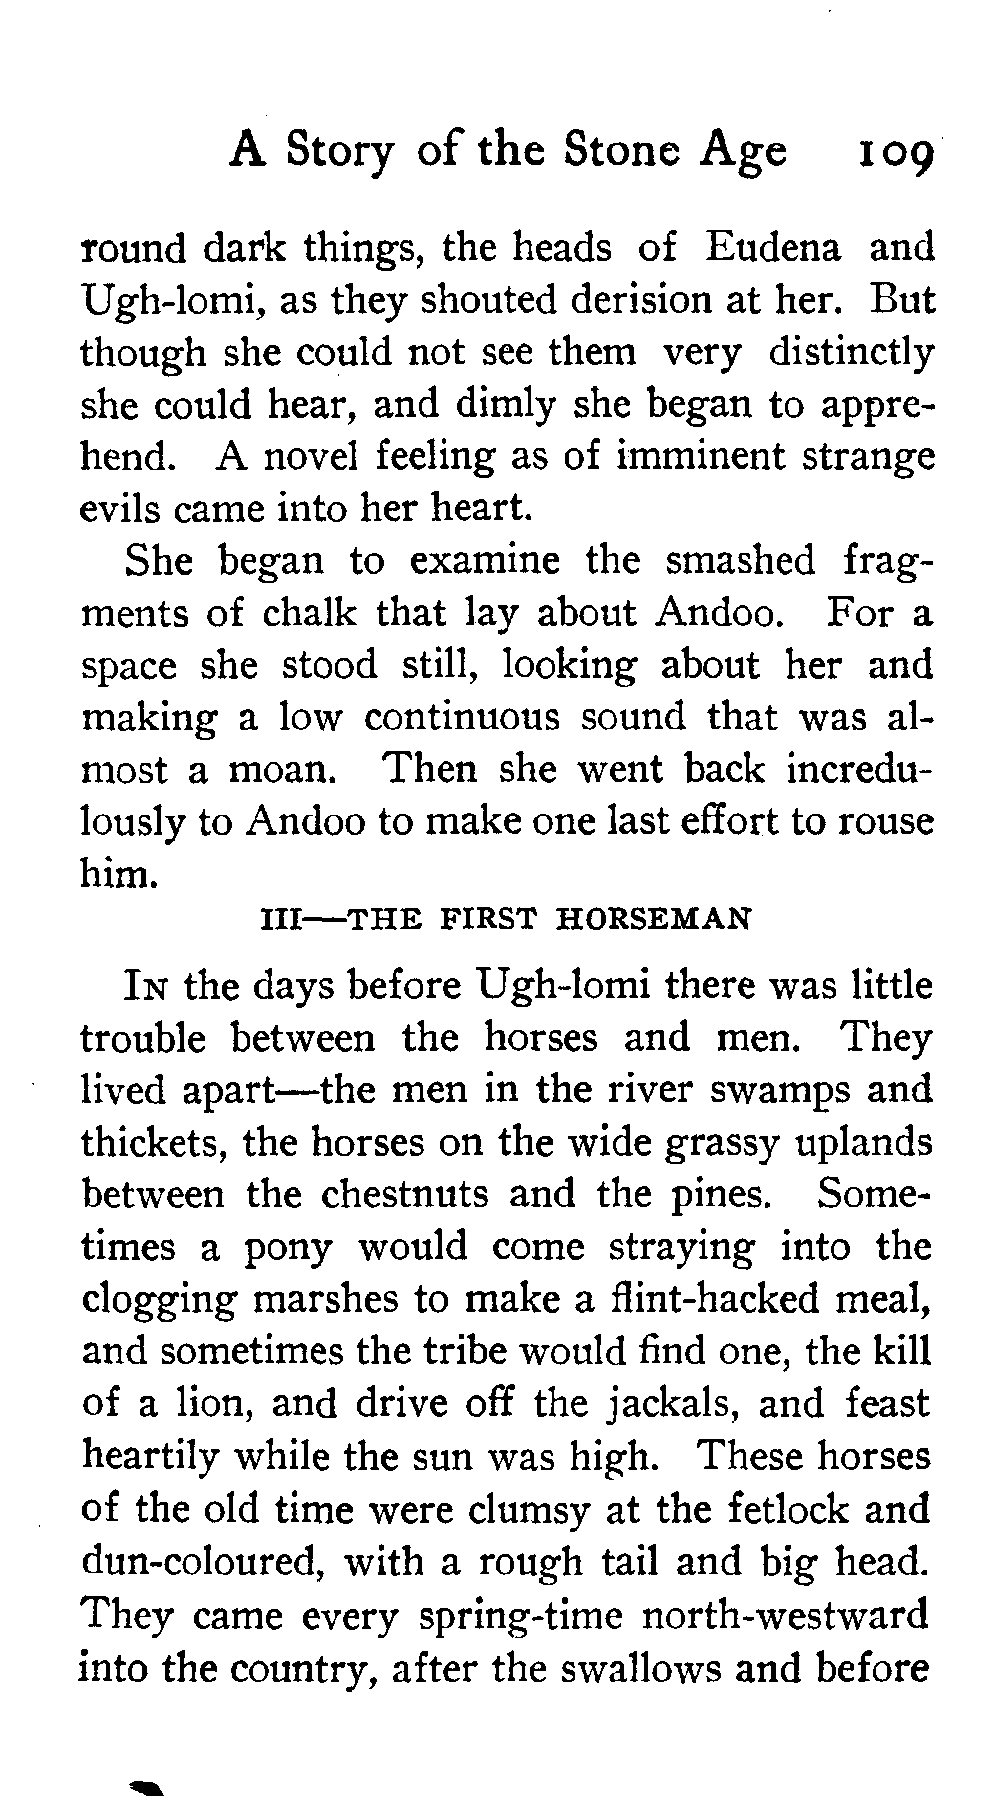 A Story of the Stone Age 109
round dark things, the heads of Eudena and
Ugh-lomi, as they shouted derision at her. But
though she could not see them very distinctly
she could hear, and dimly she began to appre-
hend. A novel feeling as of imminent strange
evils came into her heart.
She began to examine the smashed frag-
ments of chalk that lay about Andoo. For a
space she stood still, looking about her and
making a low continuous sound that was al-
most a moan. Then she went back incredu-
lously to Andoo to make one last effort to rouse
him.
III—THE FIRST HORSEMAN
IN the days before Ugh-lomi there was little
trouble between the horses and men. They
lived apart—the men in the river swamps and
thickets, the horses on the wide grassy uplands
between the chestnuts and the pines. Some-
times a pony would come straying into the
clogging marshes to make a flint-hacked meal,
and sometimes the tribe would find one, the kill
of a lion, and drive off the jackals, and feast
heartily while the sun was high. These horses
of the old time were clumsy at the fetlock and
dun-coloured, with a rough tail and big head.
They came every spring-time north-westward
into the country, after the swallows and before